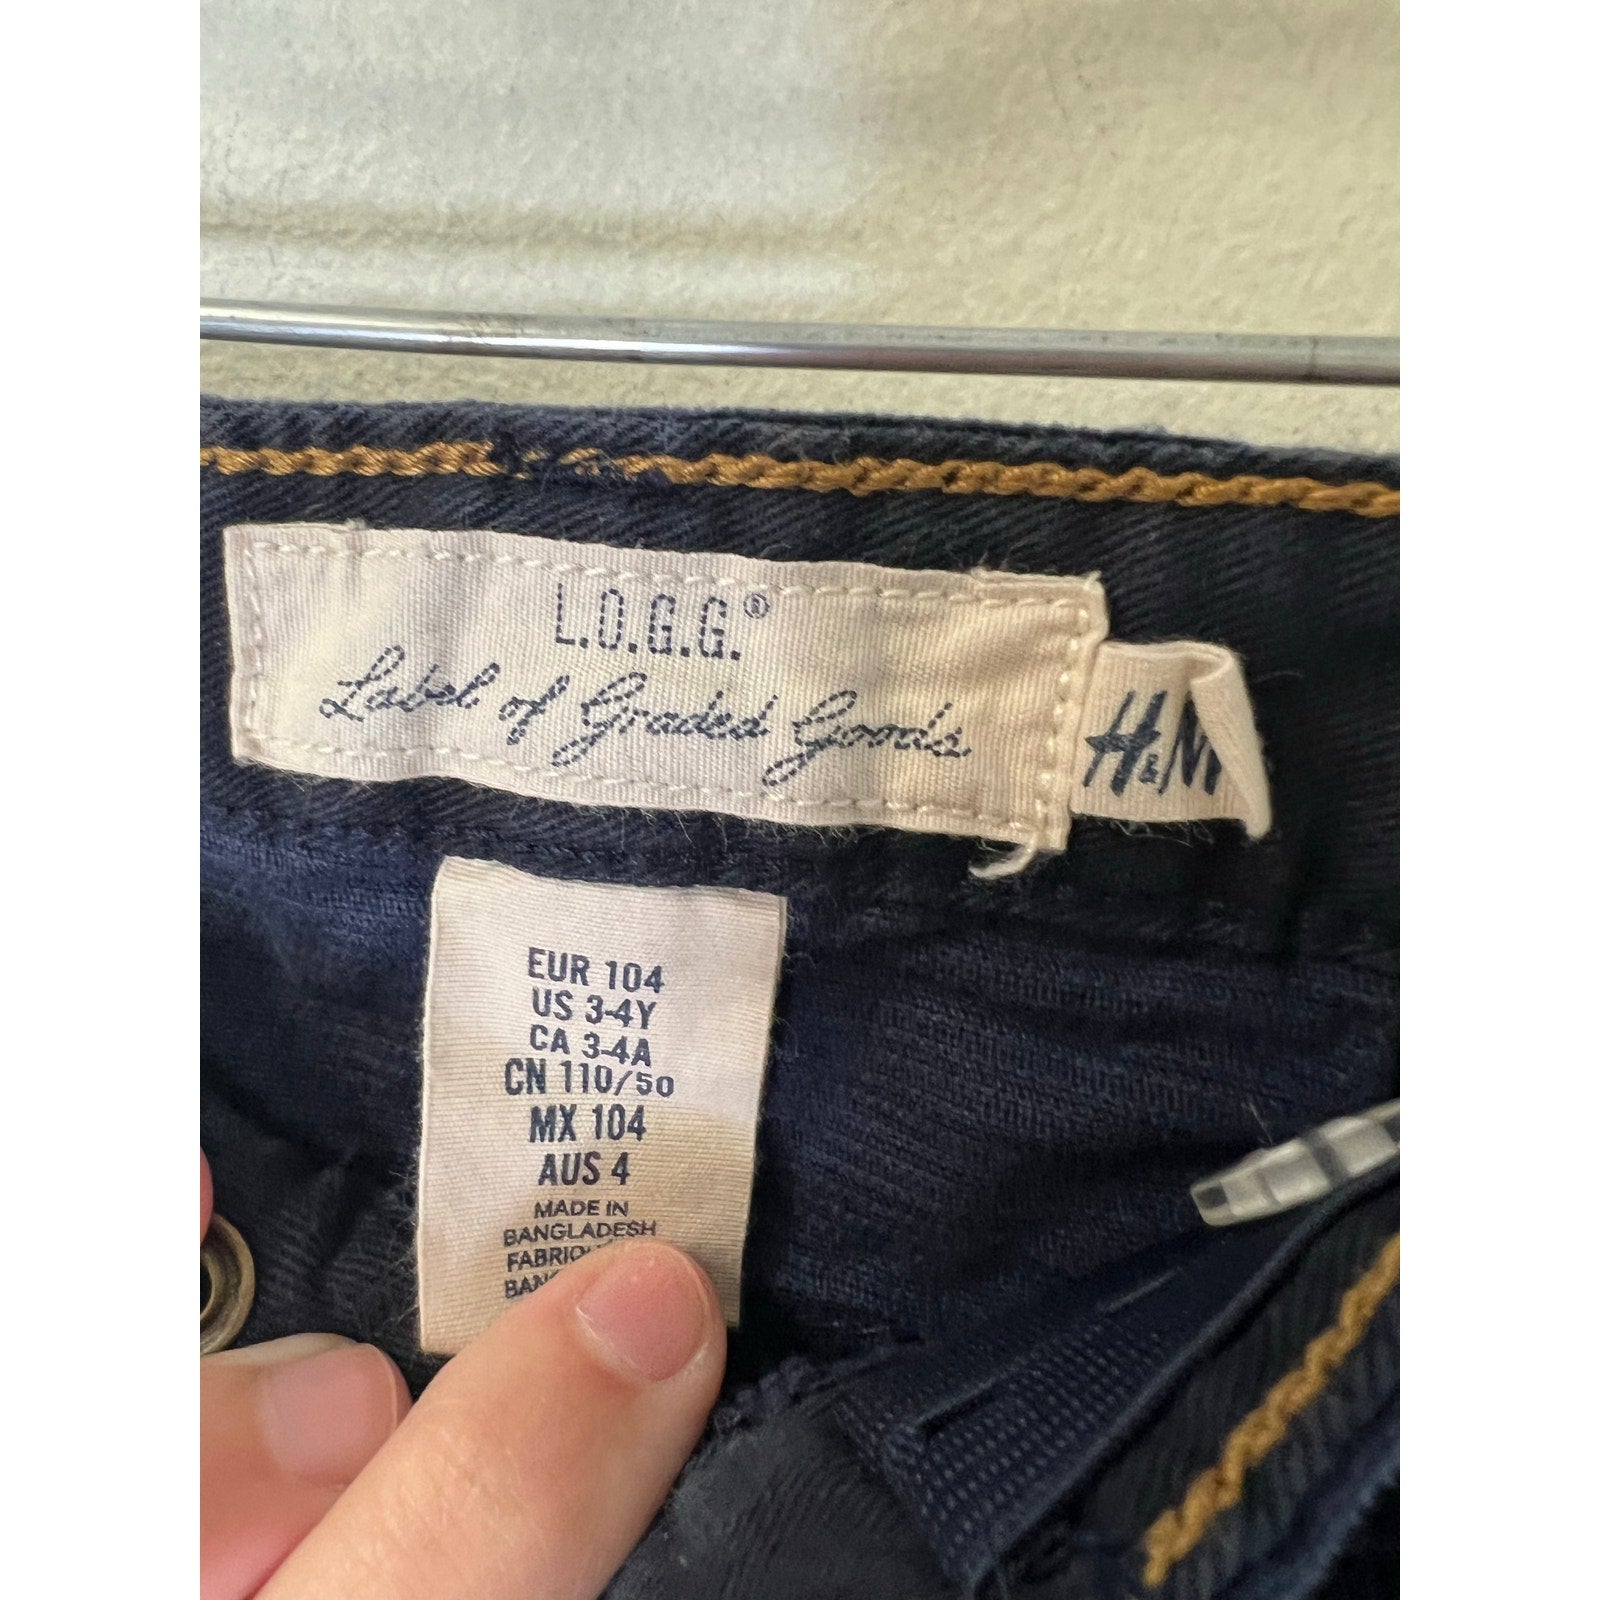 L.O.G.G.®
Label of Graded Goods
H&M
EUR 104
US 3-4Y
CA 3-4A
CN 110/50
MX 104
AUS 4
MADE IN
BANGLADESH